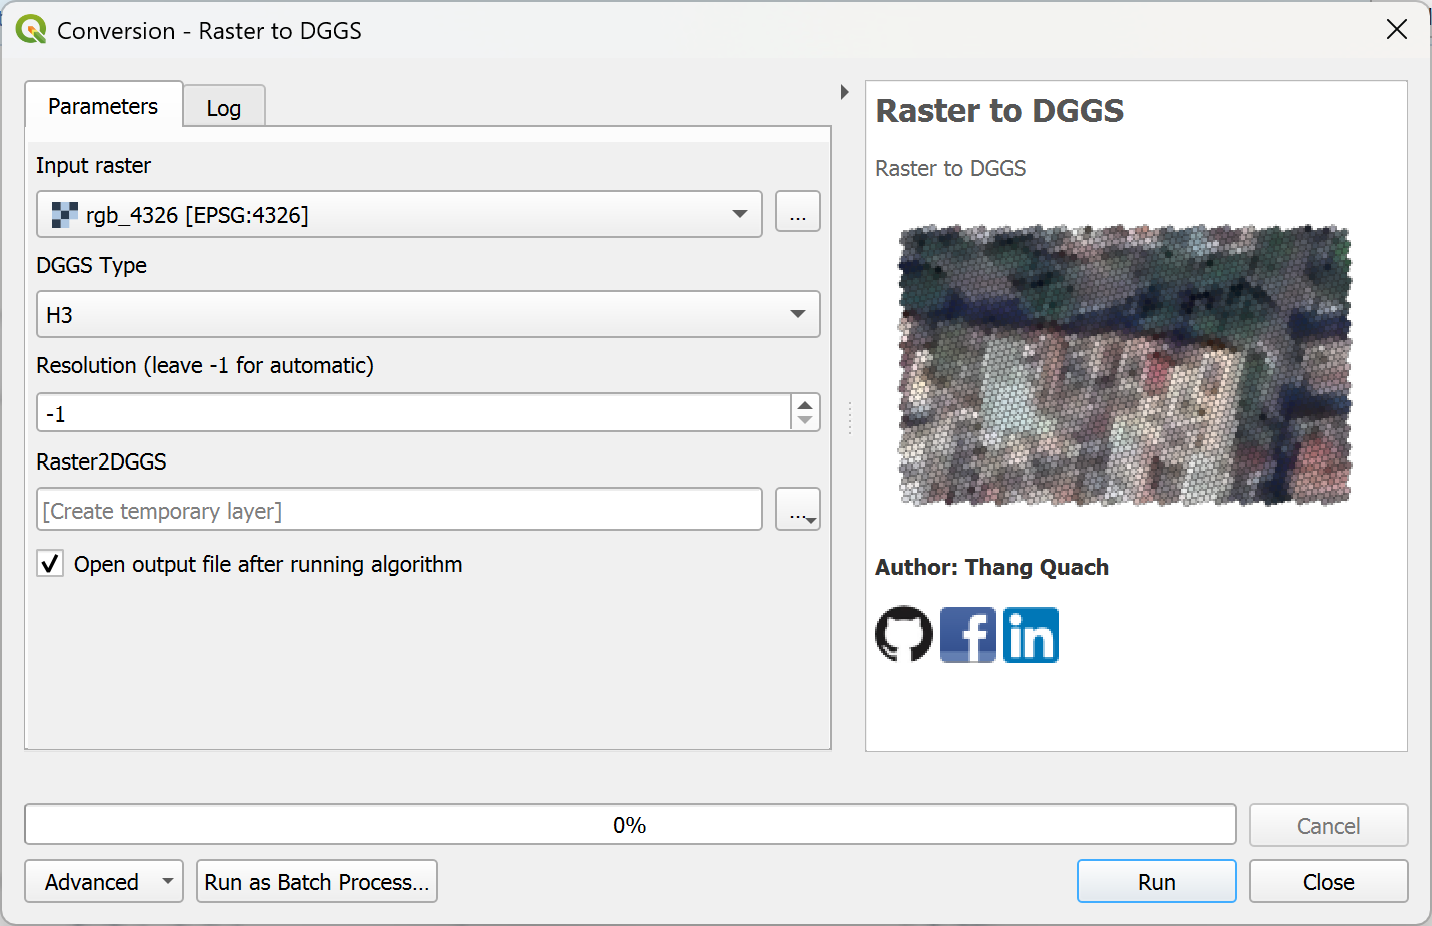 Conversion - Raster to DGGS
Parameters
Log
Input raster
rgb_4326 [EPSG:4326]
...
DGGS Type
H3
Resolution (leave -1 for automatic)
-1
Raster2DGGS
[Create temporary layer]
...
Open output file after running algorithm
Raster to DGGS
Raster to DGGS
Author: Thang Quach
f
in
0%
Cancel
Advanced
Run as Batch Process...
Run
Close